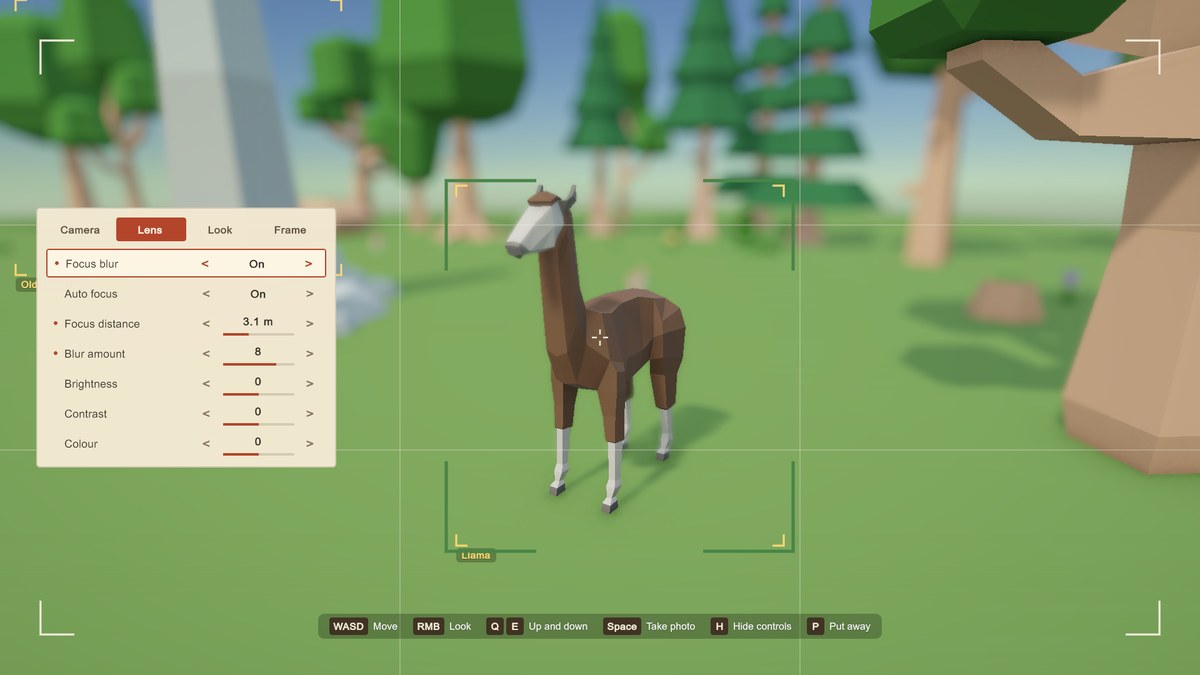 Camera Lens Look Frame
Focus blur < On >
Auto focus < On >
Focus distance < 3.1 m >
Blur amount < 8 >
Brightness < 0 >
Contrast < 0 >
Colour < 0 >
Old
Llama
WASD Move RMB Look Q E Up and down Space Take photo H Hide controls P Put away